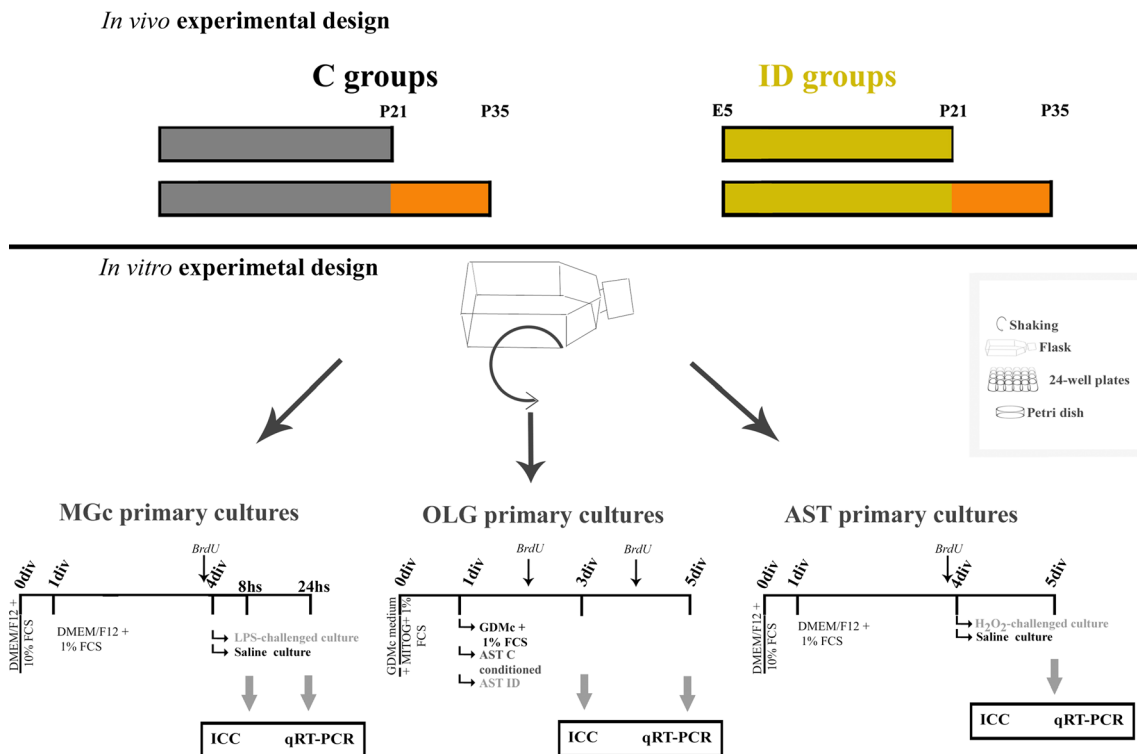 In vivo experimental design
C groups
ID groups
P21
P35
E5
P21
P35
In vitro experimetal design
Shaking
Flask
24-well plates
Petri dish
MGc primary cultures
BrdU
0div
1div
4div
8hs
24hs
DMEM/F12 +
10% FCS
DMEM/F12 +
1% FCS
LPS-challenged culture
Saline culture
ICC
qRT-PCR
OLG primary cultures
BrdU
BrdU
0div
1div
3div
5div
GDMc medium
+ MITOG+ 1%
FCS
GDMc +
1% FCS
AST C
conditioned
AST ID
ICC
qRT-PCR
AST primary cultures
BrdU
0div
1div
4div
5div
DMEM/F12 +
10% FCS
DMEM/F12 +
1% FCS
H₂O₂-challenged culture
Saline culture
ICC
qRT-PCR